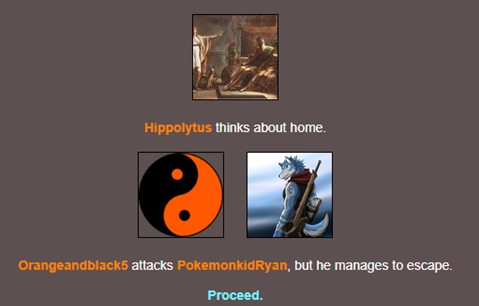 Hippolytus thinks about home.
Orangeandblack5 attacks PokemonkidRyan, but he manages to escape.
Proceed.